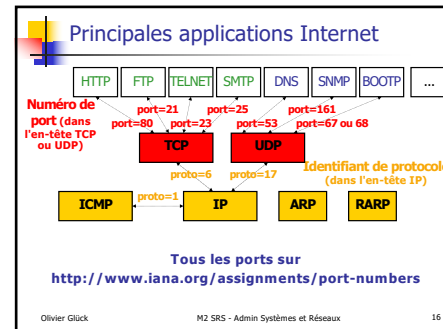 Principales applications Internet
HTTP FTP TELNET SMTP DNS SNMP BOOTP ...
Numéro de port (dans l'en-tête TCP ou UDP)
port=21 port=25 port=161
port=80 port=23 port=53 port=67 ou 68
TCP UDP
Identifiant de protocole
(dans l'en-tête IP)
proto=6 proto=17
ICMP proto=1 IP ARP RARP
Tous les ports sur
http://www.iana.org/assignments/port-numbers
Olivier Glück M2 SRS - Admin Systèmes et Réseaux 16